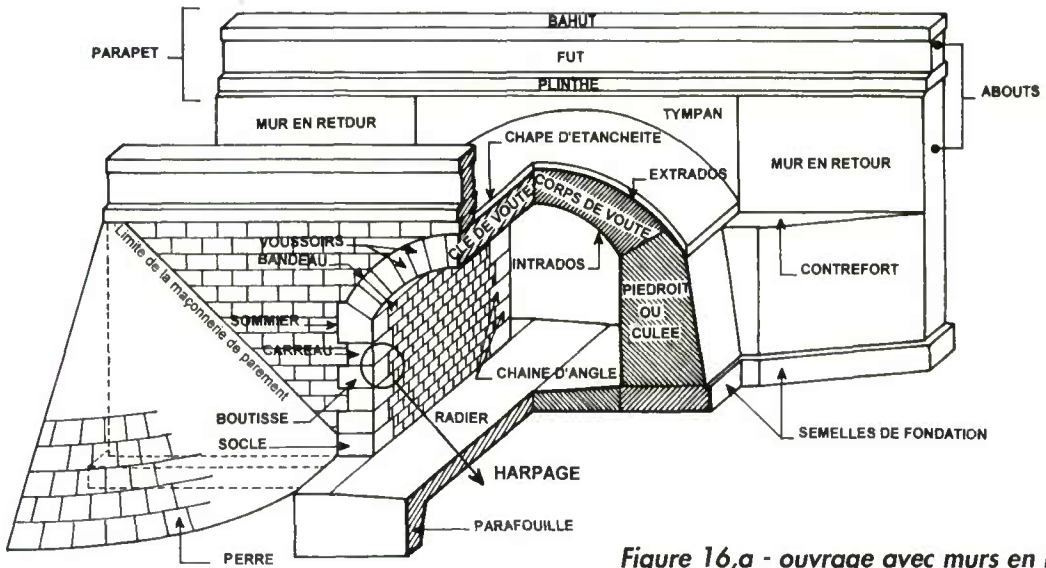 BAHUT
PARAPET
FUT
PLINTHE
ABOUTS
TYMPAN
MUR EN RETDUR
CHAPE D'ETANCHEITE
MUR EN RETOUR
EXTRADOS
CORPS DE VOUTE
CLE DE VOUTE
VOUSSOIRS
BANDEAU
INTRADOS
CONTREFORT
Limite de la maçonnerie de parement
PIEDROIT
OU
CULEE
SOMMIER
CARREAU
CHAINE D'ANGLE
BOUTISSE
RADIER
SOCLE
SEMELLES DE FONDATION
HARPAGE
PARAFOUILLE
PERRE
Figure 16,a - ouvrage avec murs en